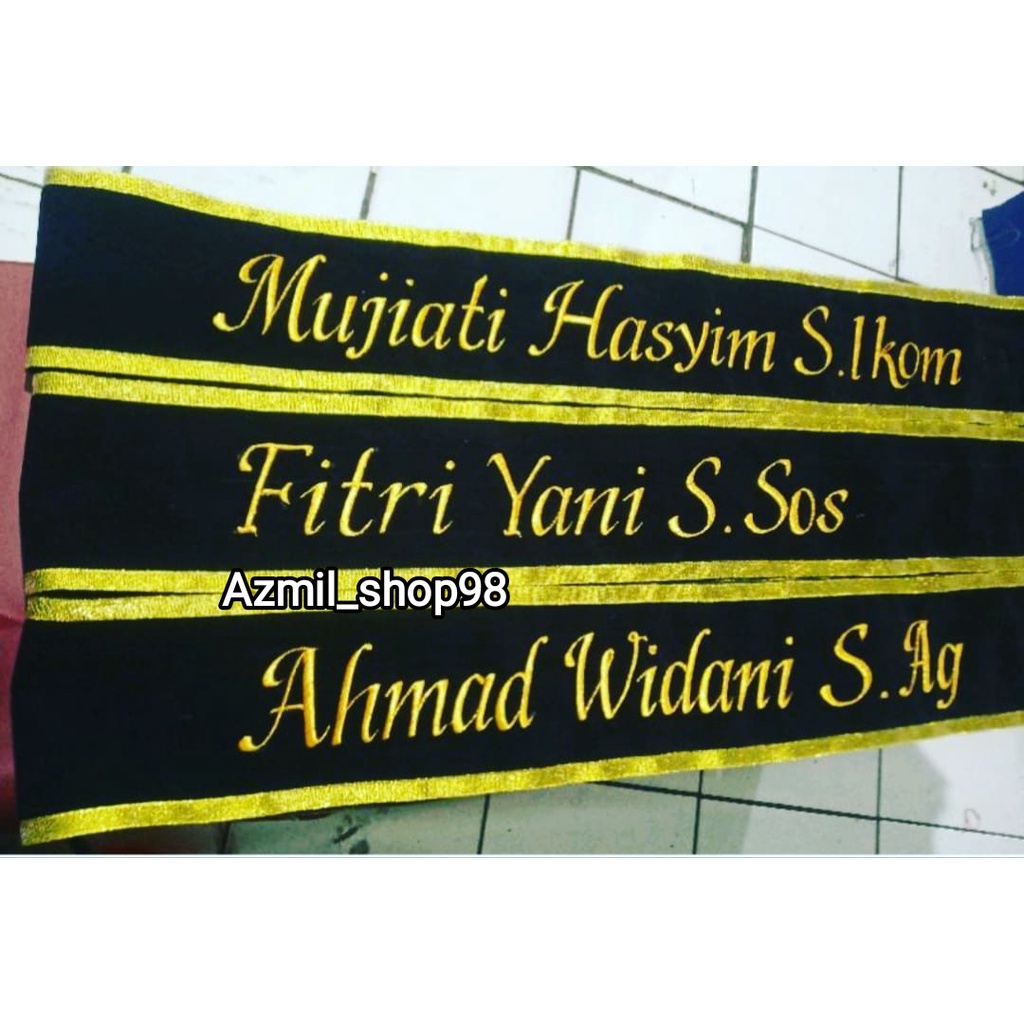 Mujiati Hasyim S.Ikom
Fitri Yani S.Sos
Azmil_shop98
Ahmad Widani S.Ag